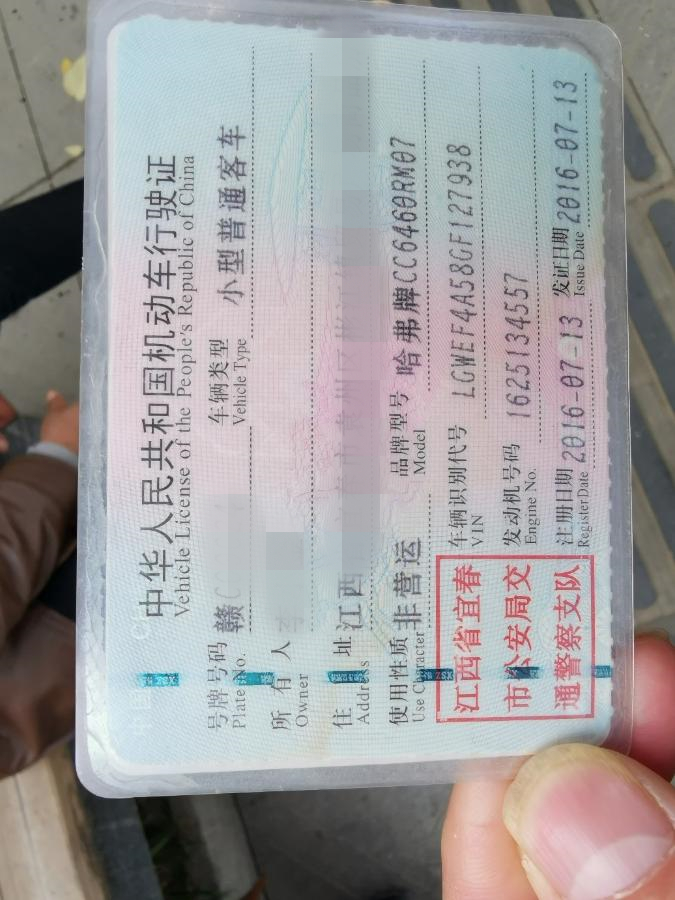 中华人民共和国机动车行驶证
Vehicle License of the People's Republic of China
号牌号码 赣C 车辆类型 小型普通客车
Plate No. Vehicle Type
所有人
Owner
住址 江西
Address
使用性质 非营运 品牌型号 哈弗牌CC6460RM07
Use Character Model
江西省宜春
市公安局交
通警察支队
车辆识别代号 LGWEF4A58GF127938
VIN
发动机号码 1625134557
Engine No.
注册日期 2016-07-13 发证日期 2016-07-13
Register Date Issue Date